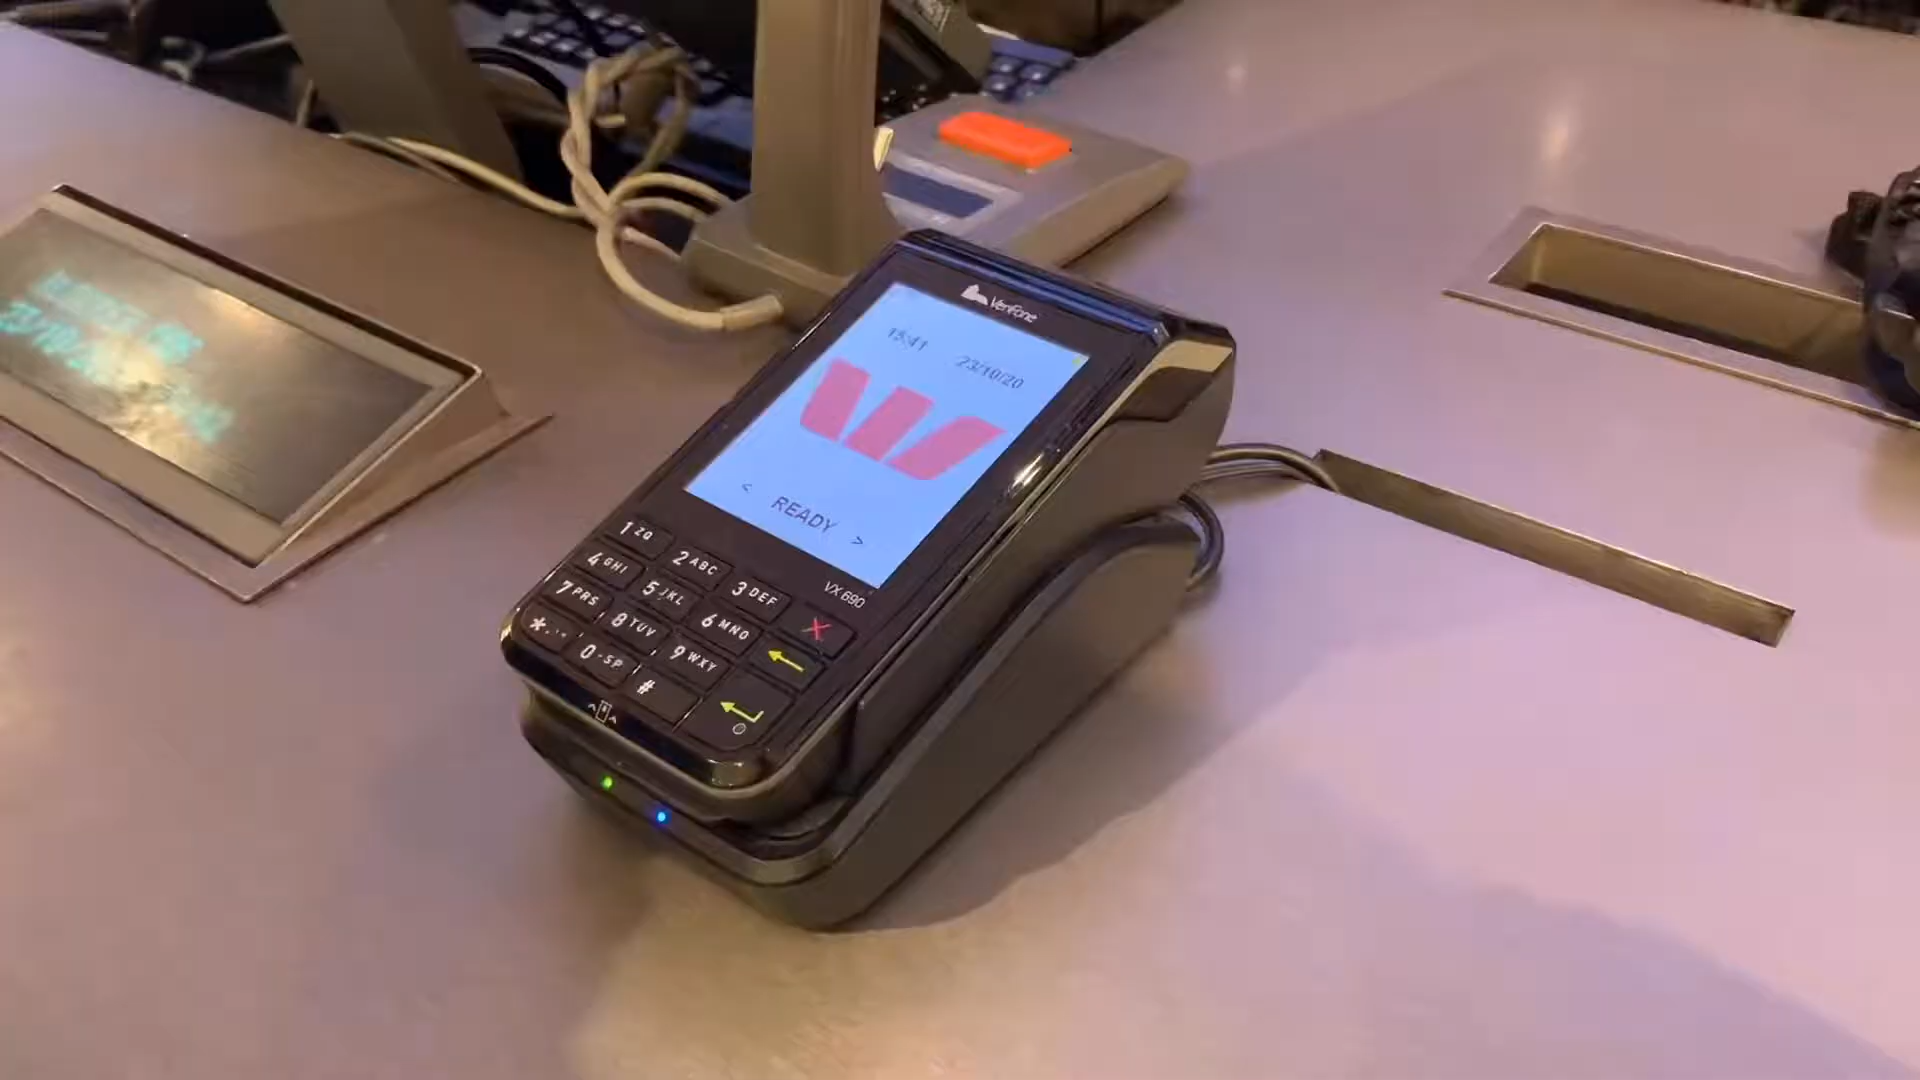 VeriFone
15:41 23/10/20
< READY >
VX 690
1 ZQ
2 ABC
3 DEF
4 GHI
5 JKL
6 MNO
7 PRS
8 TUV
9 WXY
*.,.
0 -SP
#